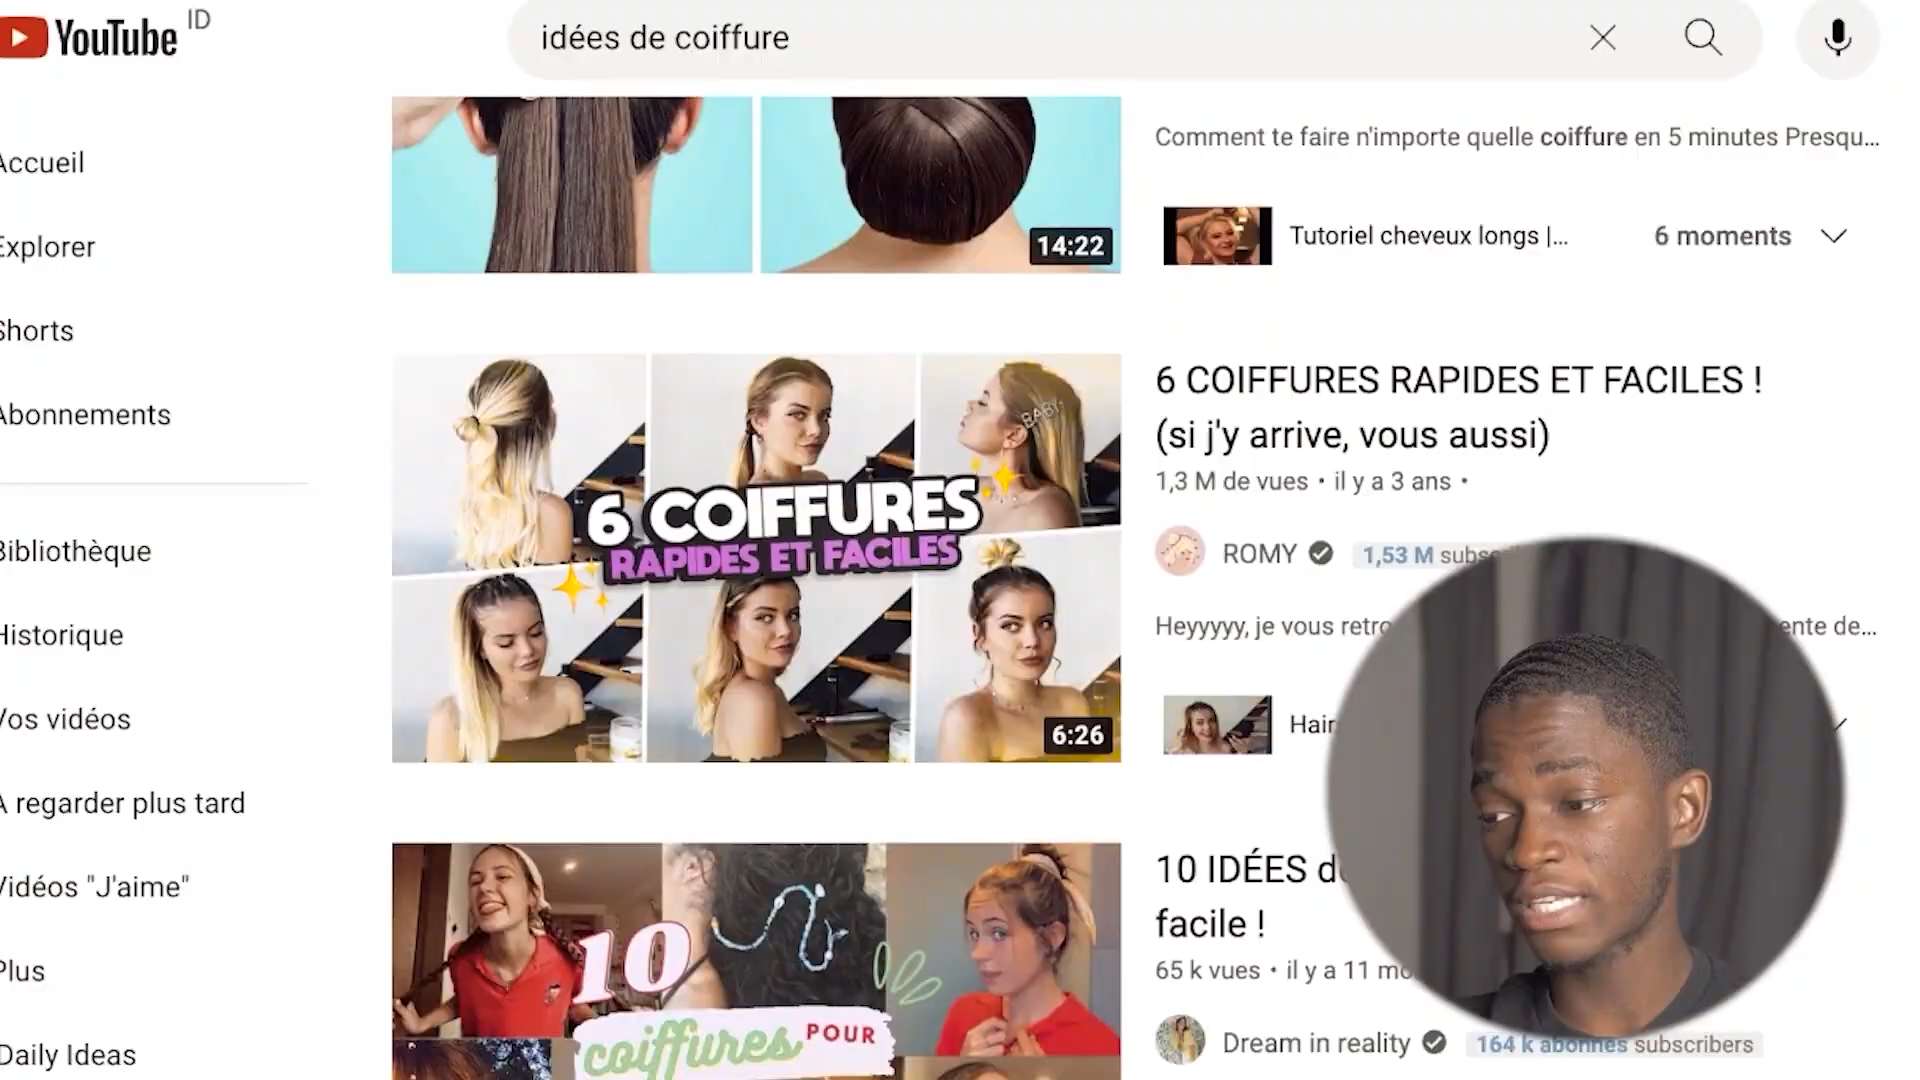 YouTube ID
idées de coiffure
Accueil
Explorer
Shorts
Abonnements
Bibliothèque
Historique
Vos vidéos
À regarder plus tard
Vidéos "J'aime"
Plus
Daily Ideas
14:22
Comment te faire n'importe quelle coiffure en 5 minutes Presqu...
Tutoriel cheveux longs |...
6 moments
BABY
6 COIFFURES
RAPIDES ET FACILES
6:26
6 COIFFURES RAPIDES ET FACILES !
(si j'y arrive, vous aussi)
1,3 M de vues • il y a 3 ans •
ROMY
1,53 M
Heyyyyy, je vous
de...
Hair
10
coiffures POUR
10 IDÉES
facile !
65 k vues • il y a 11
Dream in reality
164 k abonnés subscribers